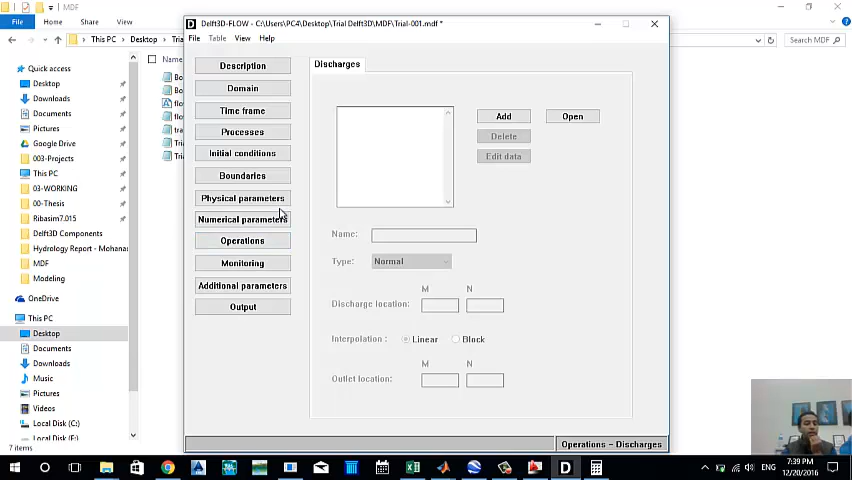 MDF
File Home Share View
This PC Desktop
Search MDF
Quick access
Desktop
Downloads
Documents
Pictures
Google Drive
003-Projects
This PC
03-WORKING
00-Thesis
Ribasim7.015
Delft3D Components
Hydrology Report - Mohana
MDF
Modeling
OneDrive
This PC
Desktop
Documents
Downloads
Music
Pictures
Videos
Local Disk (C:)
7 items
Name
Delft3D-FLOW - C:\Users\PC4\Desktop\Trial Delft3D\MDF\Trial-001.mdf *
File Table View Help
Description
Domain
Time frame
Processes
Initial conditions
Boundaries
Physical parameters
Numerical parameters
Operations
Monitoring
Additional parameters
Output
Discharges
Add Open
Delete
Edit data
Name:
Type: Normal
M N
Discharge location:
Interpolation : Linear Block
M N
Outlet location:
Operations - Discharges
ENG
7:39 PM
12/20/2016